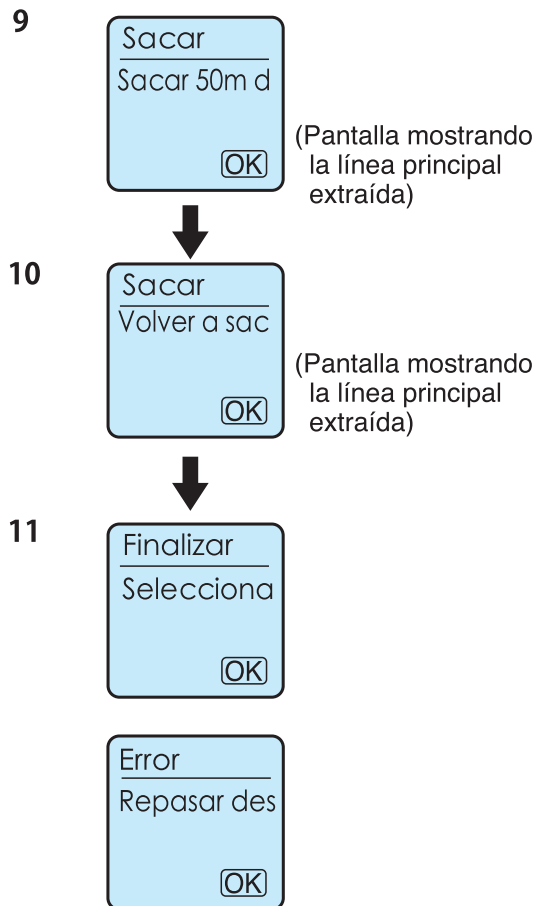 9
Sacar
Sacar 50m d
OK
(Pantalla mostrando
la línea principal
extraída)
10
Sacar
Volver a sac
OK
(Pantalla mostrando
la línea principal
extraída)
11
Finalizar
Selecciona
OK
Error
Repasar des
OK